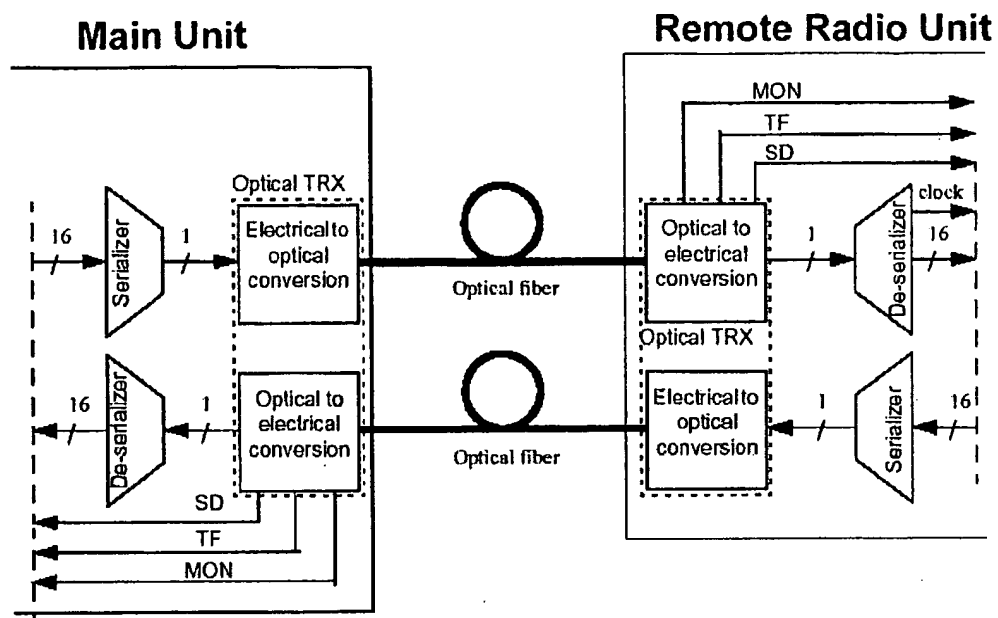 Main Unit
Remote Radio Unit
MON
TF
SD
clock
Optical TRX
16
Serializer
1
Electrical to
optical
conversion
Optical fiber
Optical to
electrical
conversion
1
De-serializer
16
Optical TRX
16
De-serializer
1
Optical to
electrical
conversion
Optical fiber
Electrical to
optical
conversion
1
Serializer
16
SD
TF
MON